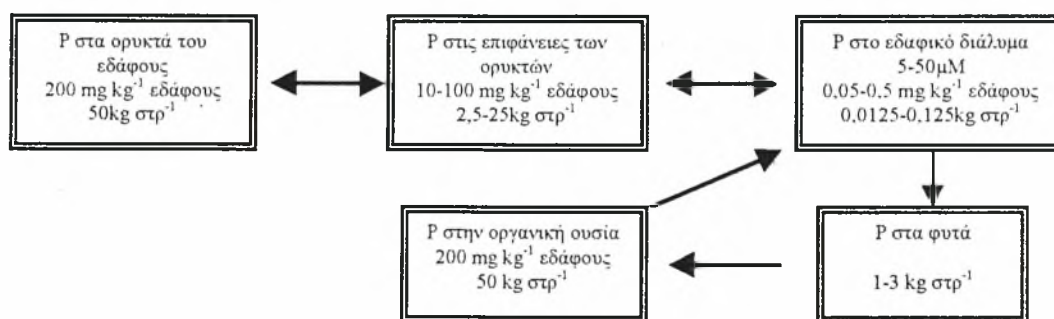 P στα ορυκτά του
εδάφους
200 mg kg⁻¹ εδάφους
50kg στρ⁻¹
P στις επιφάνειες των
ορυκτών
10-100 mg kg⁻¹ εδάφους
2,5-25kg στρ⁻¹
P στο εδαφικό διάλυμα
5-50μM
0,05-0,5 mg kg⁻¹ εδάφους
0,0125-0,125kg στρ⁻¹
P στην οργανική ουσία
200 mg kg⁻¹ εδάφους
50 kg στρ⁻¹
P στα φυτά
1-3 kg στρ⁻¹